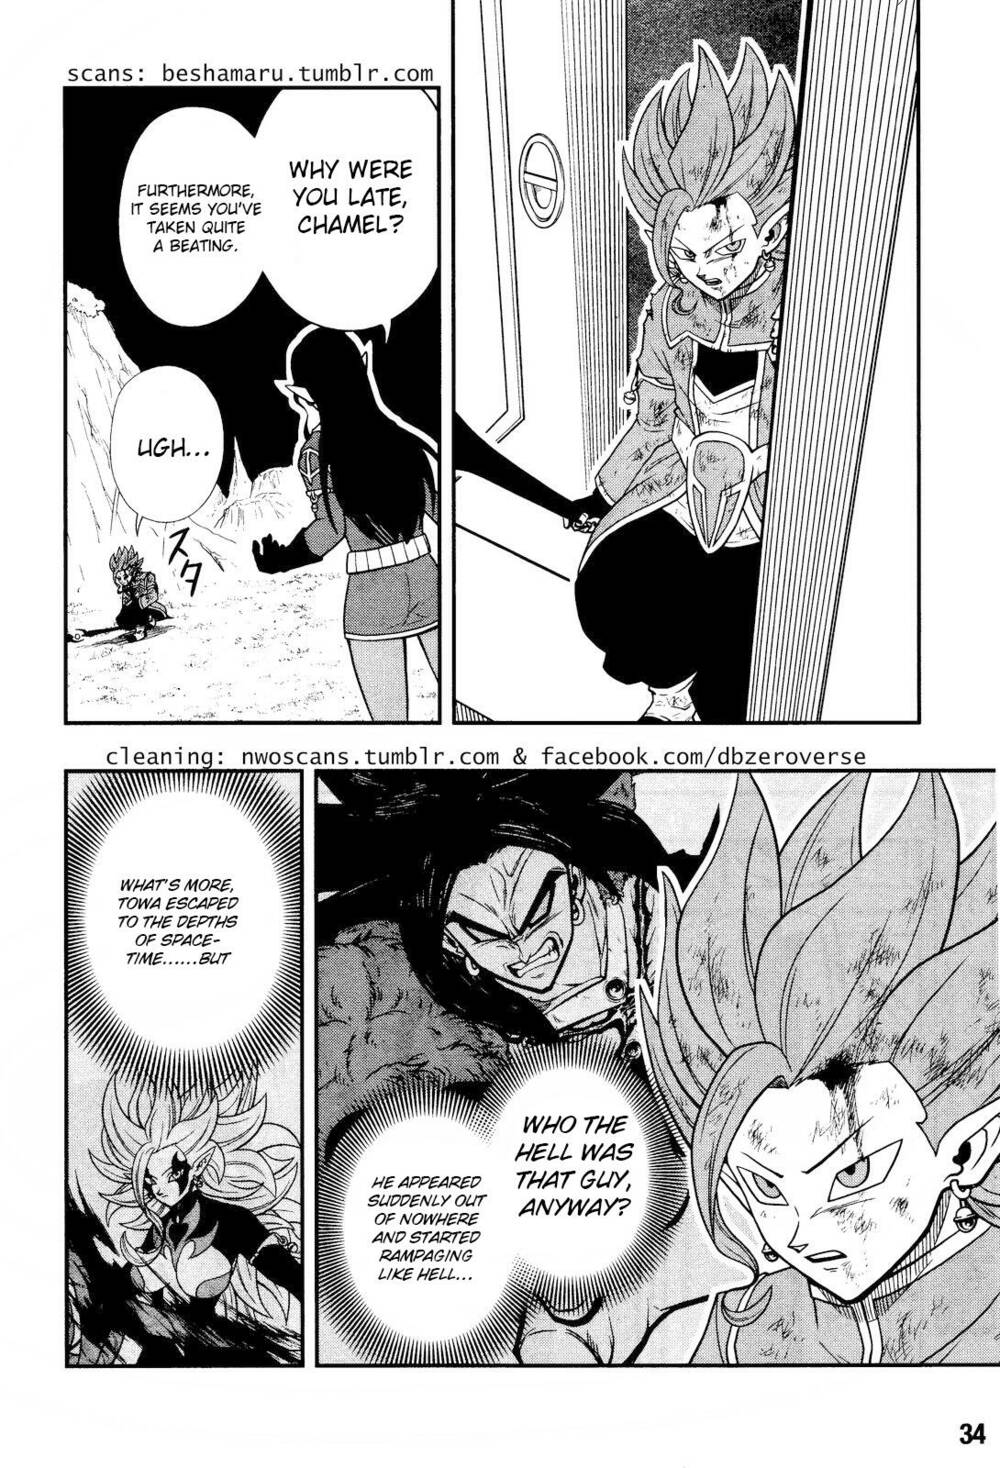 scans: beshamaru.tumblr.com
WHY WERE
YOU LATE,
CHAMEL?
FURTHERMORE,
IT SEEMS YOU'VE
TAKEN QUITE
A BEATING.
UGH...
スタ
cleaning: nwoscans.tumblr.com & facebook.com/dbzeroverse
WHO THE
HELL WAS
THAT GUY,
ANYWAY?
HE APPEARED
SUDDENLY OUT
OF NOWHERE
AND STARTED
RAMPAGING
LIKE HELL...
WHAT'S MORE,
TOWA ESCAPED
TO THE DEPTHS
OF SPACE-
TIME......BUT
34